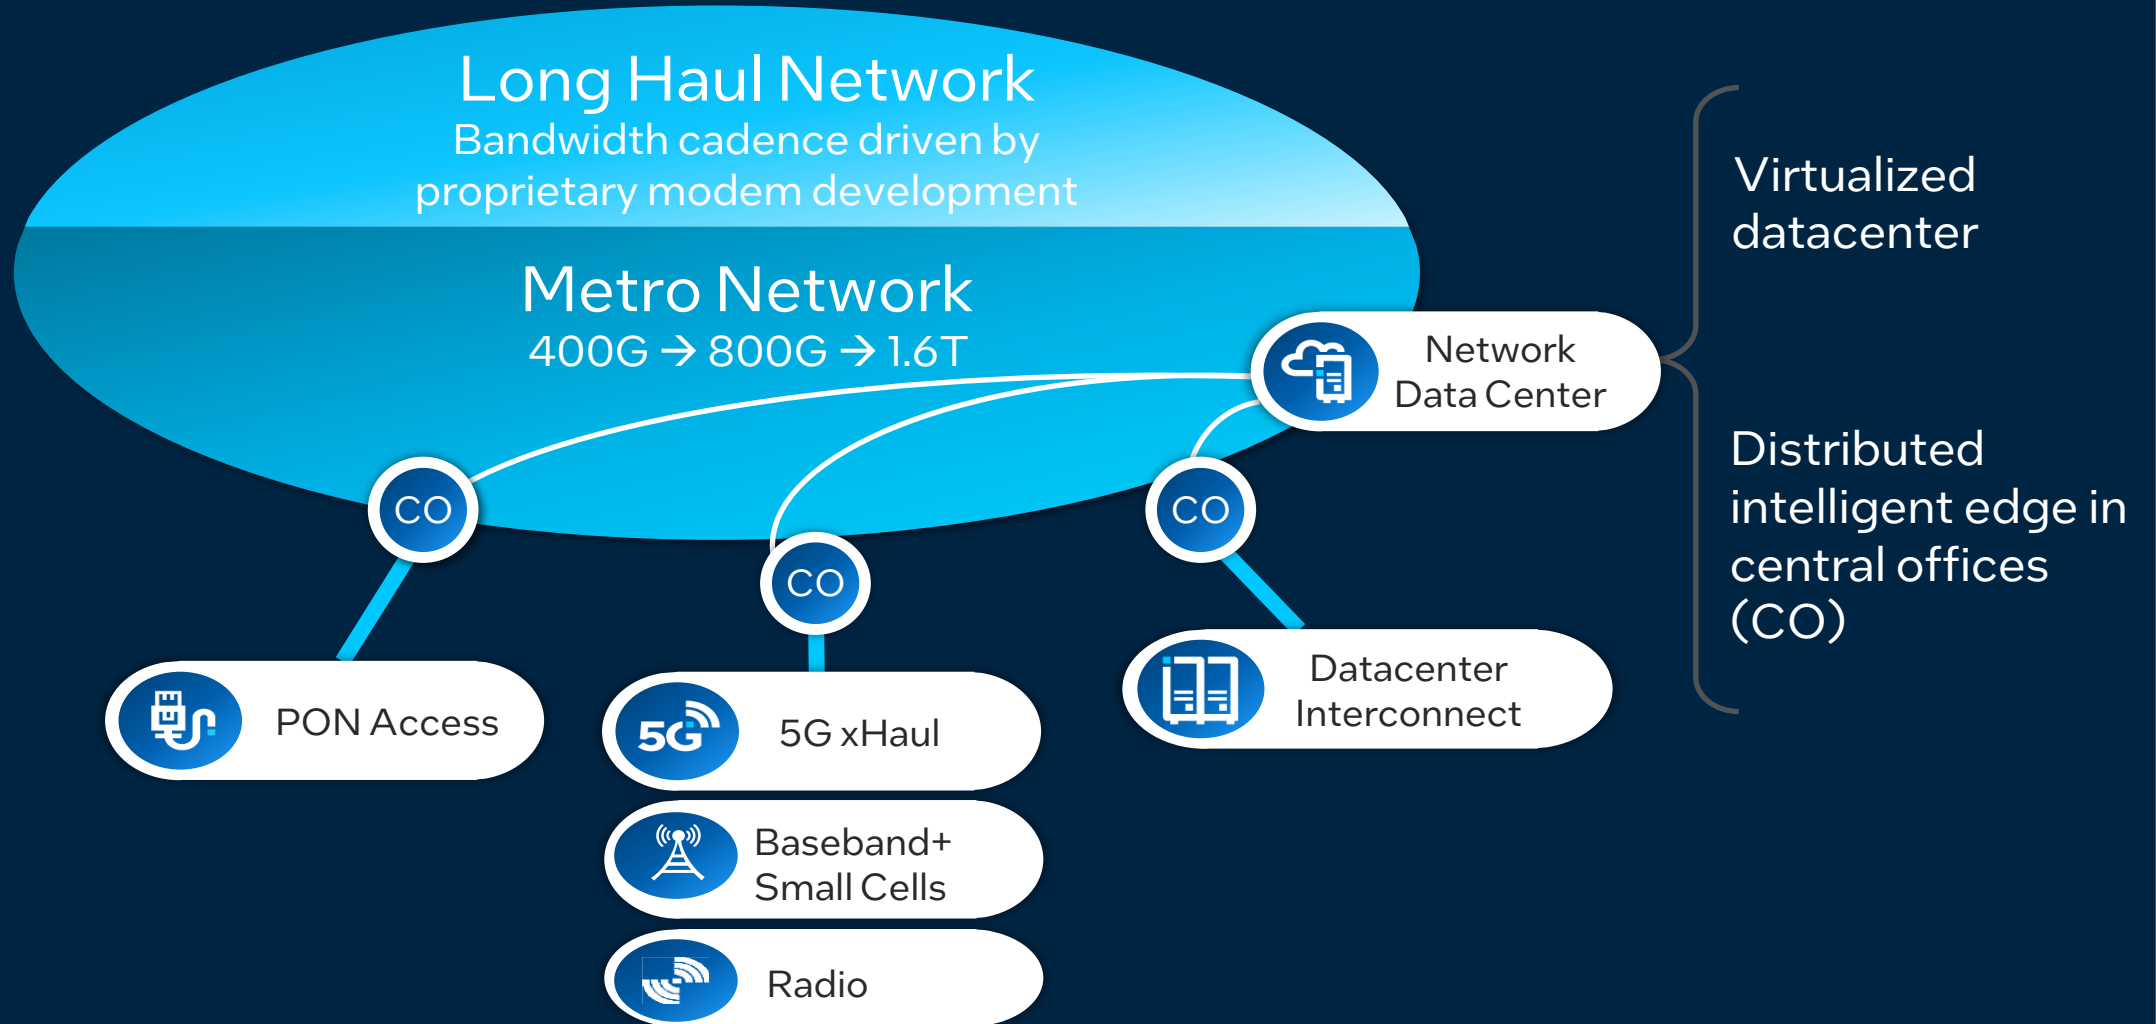 Long Haul Network
Bandwidth cadence driven by
proprietary modem development
Metro Network
400G → 800G → 1.6T
Network
Data Center
Virtualized
datacenter
Distributed
intelligent edge in
central offices
(CO)
CO
CO
CO
PON Access
5G
5G xHaul
Baseband+
Small Cells
Radio
Datacenter
Interconnect